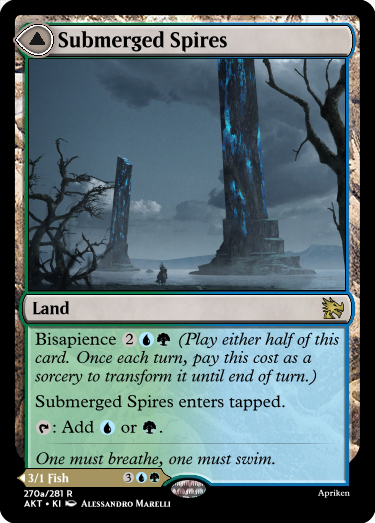 Submerged Spires
Land
Bisapience 2 (Play either half of this
card. Once each turn, pay this cost as a
sorcery to transform it until end of turn.)
Submerged Spires enters tapped.
: Add or .
One must breathe, one must swim.
3/1 Fish 3
270a/281 R
Apriken
AKT • KI Alessandro Marelli